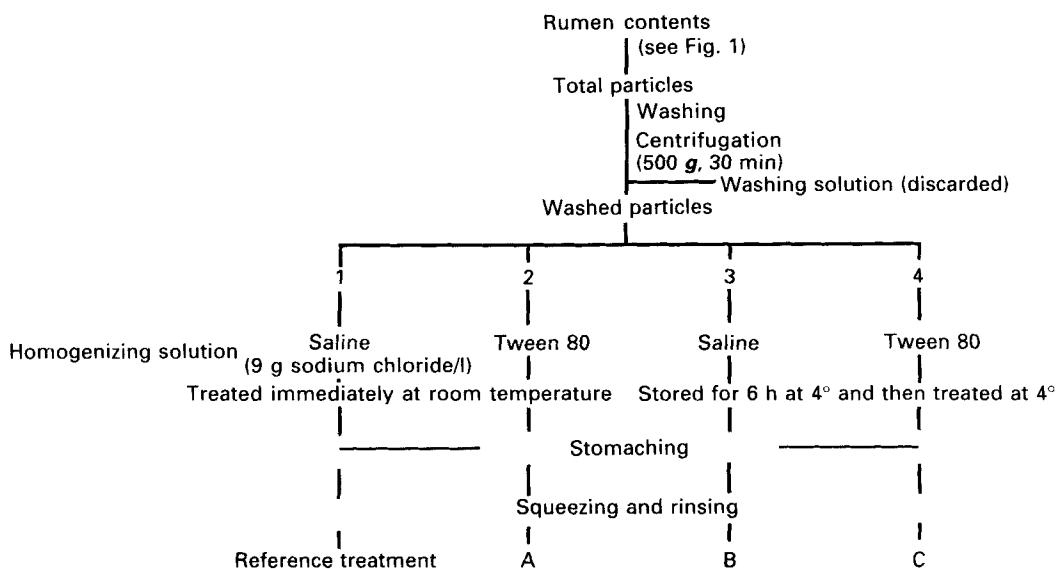 Rumen contents
(see Fig. 1)
Total particles
Washing
Centrifugation
(500 g, 30 min)
Washing solution (discarded)
Washed particles
1 2 3 4
Homogenizing solution Saline Tween 80 Saline Tween 80
(9 g sodium chloride/l)
Treated immediately at room temperature Stored for 6 h at 4° and then treated at 4°
Stomaching
Squeezing and rinsing
Reference treatment A B C